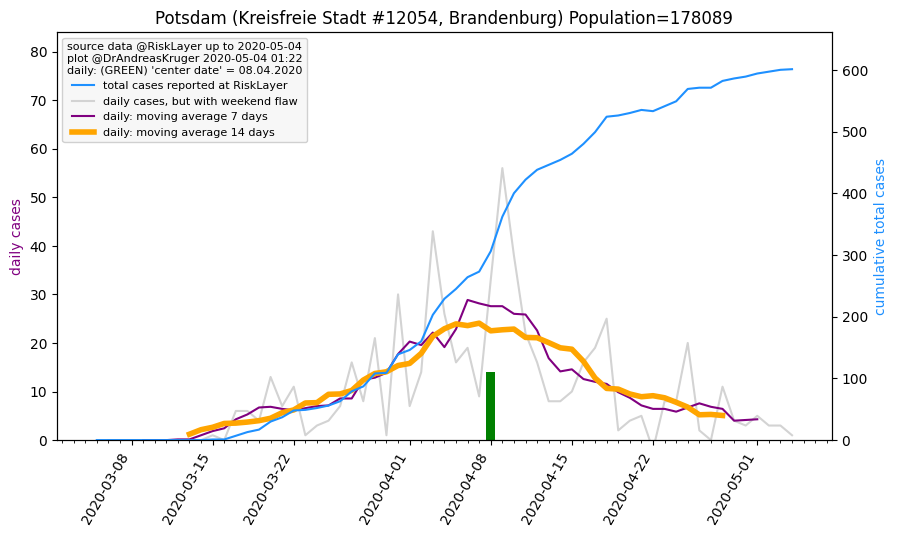 Potsdam (Kreisfreie Stadt #12054, Brandenburg) Population=178089
source data @RiskLayer up to 2020-05-04
plot @DrAndreasKruger 2020-05-04 01:22
daily: (GREEN) 'center date' = 08.04.2020
total cases reported at RiskLayer
daily cases, but with weekend flaw
daily: moving average 7 days
daily: moving average 14 days
daily cases
80
70
60
50
40
30
20
10
0
cumulative total cases
600
500
400
300
200
100
0
2020-03-08
2020-03-15
2020-03-22
2020-04-01
2020-04-08
2020-04-15
2020-04-22
2020-05-01